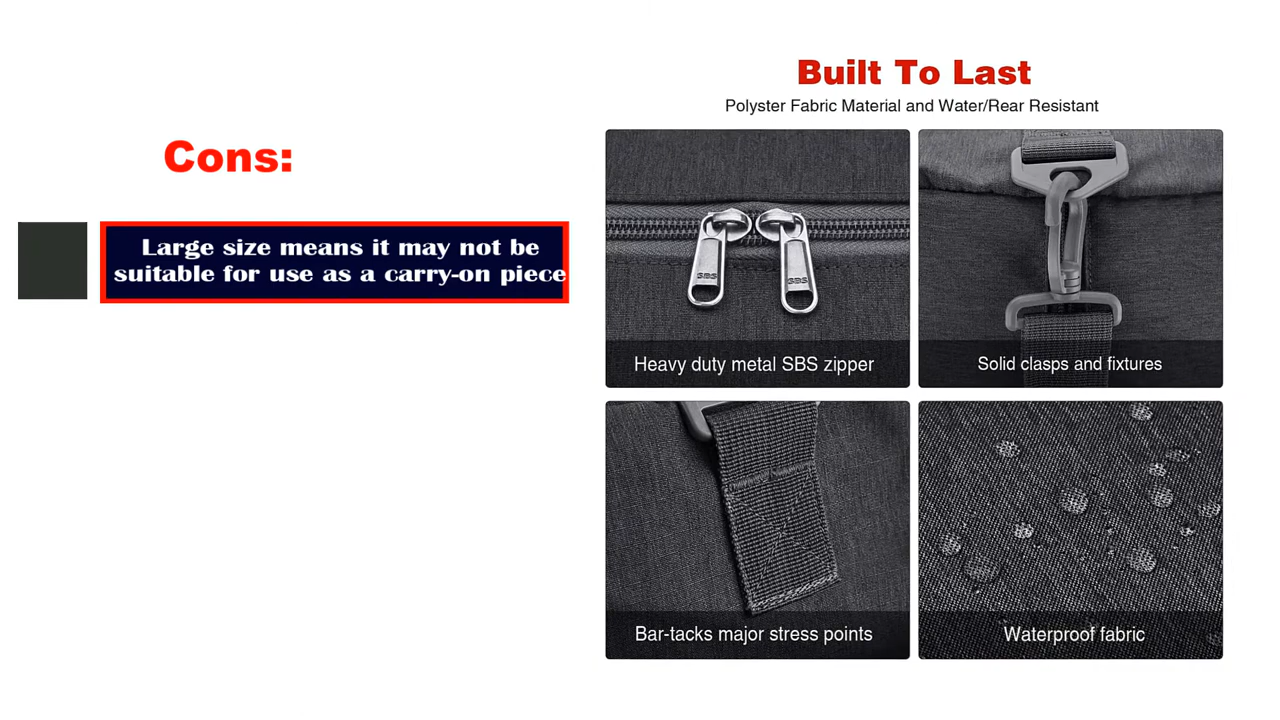 Cons:
Large size means it may not be
suitable for use as a carry-on piece
Built To Last
Polyster Fabric Material and Water/Rear Resistant
SBS
SBS
Heavy duty metal SBS zipper
Solid clasps and fixtures
Bar-tacks major stress points
Waterproof fabric